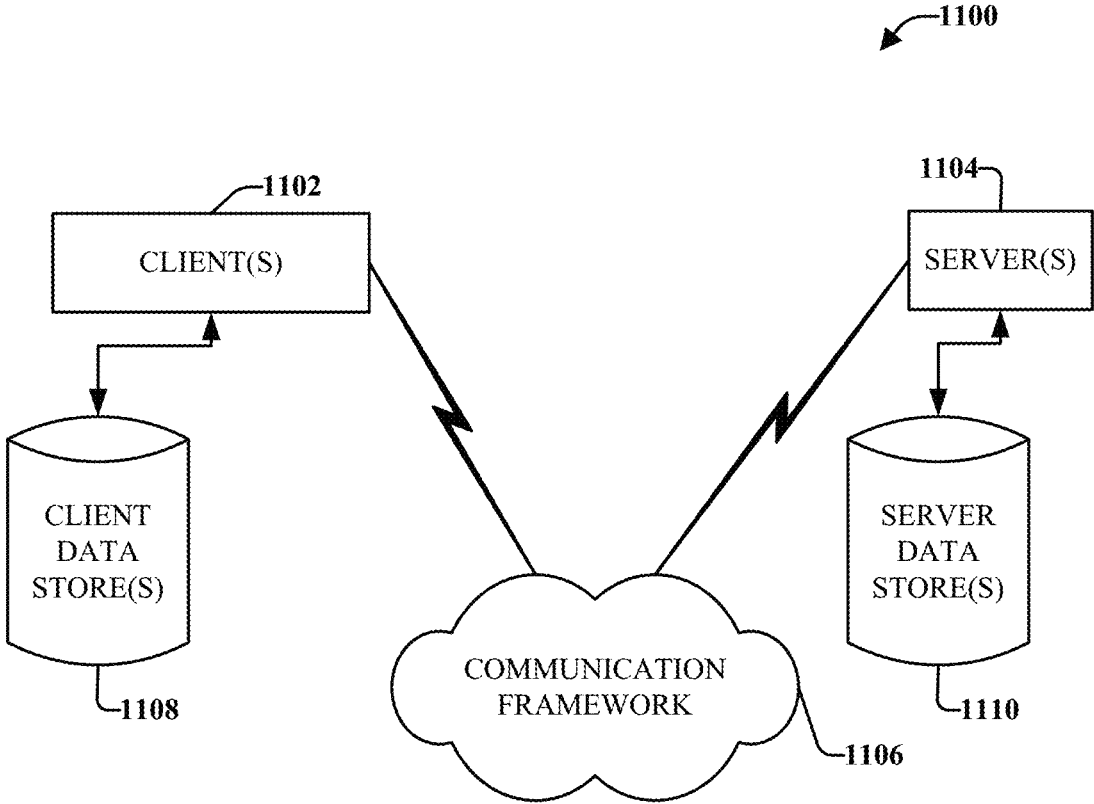 1100
1102
1104
CLIENT(S)
SERVER(S)
CLIENT
DATA
STORE(S)
SERVER
DATA
STORE(S)
COMMUNICATION
FRAMEWORK
1108
1110
1106